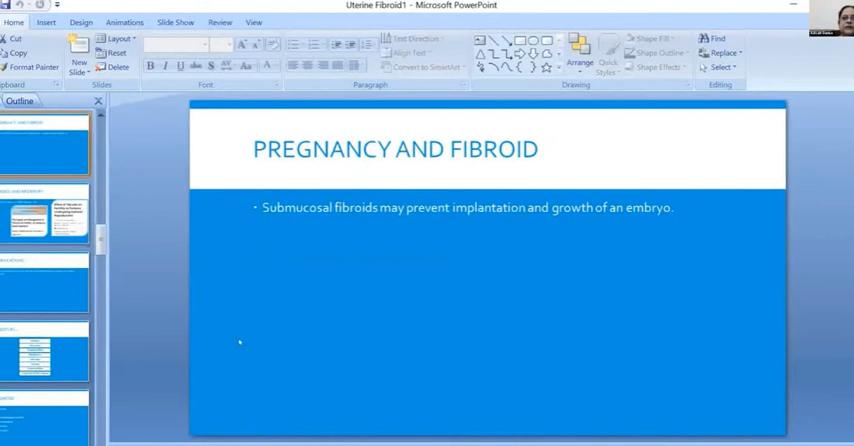 Uterine Fibroid1 - Microsoft PowerPoint
Home Insert Design Animations Slide Show Review View
Cut
Copy
Format Painter
Clipboard
New Slide
Layout
Reset
Delete
Slides
Font
Text Direction
Align Text
Convert to SmartArt
Paragraph
Arrange
Quick Styles
Shape Fill
Shape Outline
Shape Effects
Drawing
Find
Replace
Select
Editing
Outline
PREGNANCY AND FIBROID
Submucosal fibroids may prevent implantation and growth of an embryo.